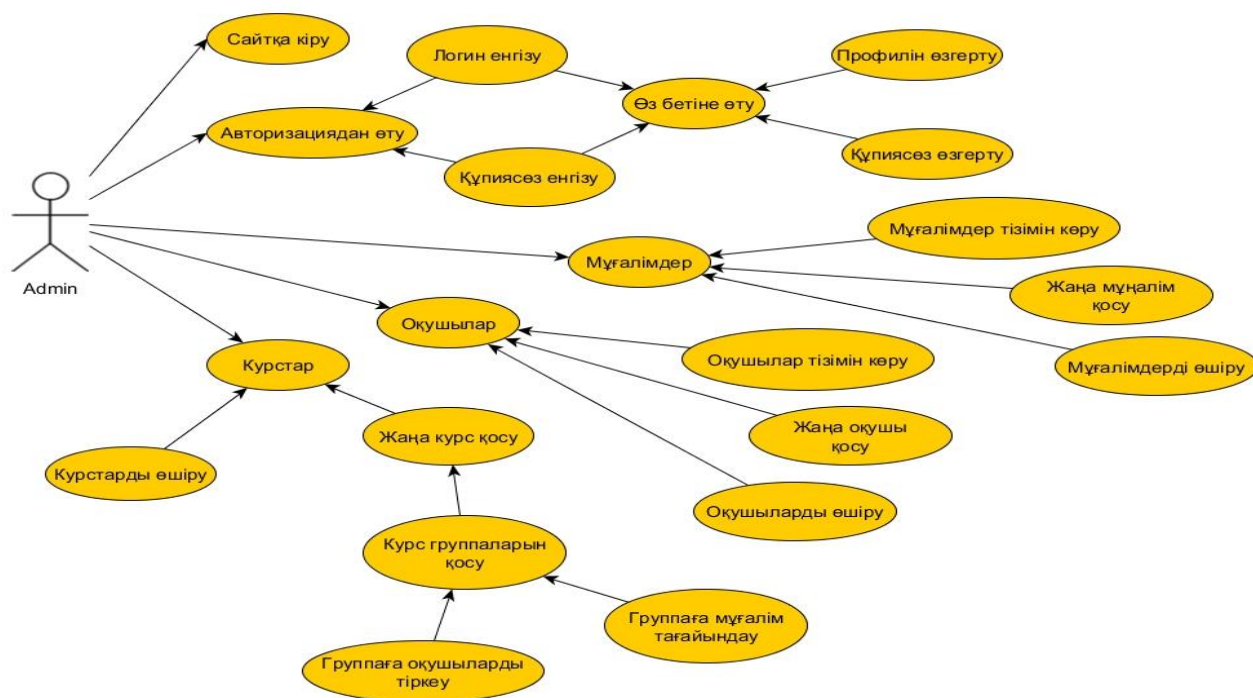 Сайтқа кіру
Логин енгізу
Профилін өзгерту
Өз бетіне өту
Авторизациядан өту
Құпиясөз өзгерту
Құпиясөз енгізу
Admin
Мұғалімдер тізімін көру
Мұғалімдер
Жаңа мұңалім
қосу
Оқушылар
Оқушылар тізімін көру
Мұғалімдерді өшіру
Курстар
Жаңа курс қосу
Жаңа оқушы
қосу
Курстарды өшіру
Оқушыларды өшіру
Курс группаларын
қосу
Группаға мұғалім
тағайындау
Группаға оқушыларды
тіркеу